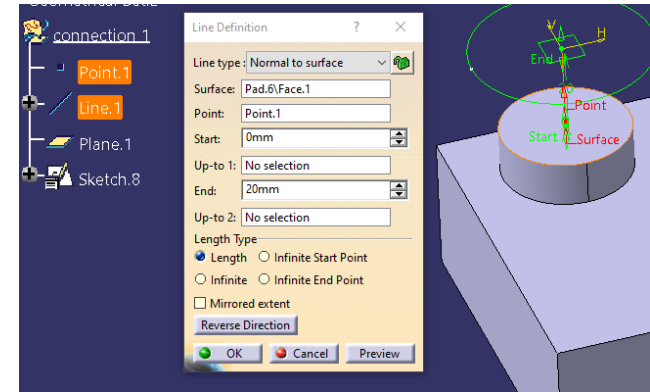 Geometrical Set.2
connection 1
Point.1
Line.1
Plane.1
Sketch.8
Line Definition ? ×
Line type : Normal to surface
Surface: Pad.6\Face.1
Point: Point.1
Start: 0mm
Up-to 1: No selection
End: 20mm
Up-to 2: No selection
Length Type
Length Infinite Start Point
Infinite Infinite End Point
Mirrored extent
Reverse Direction
OK Cancel Preview
V H
End
Point
Start Surface